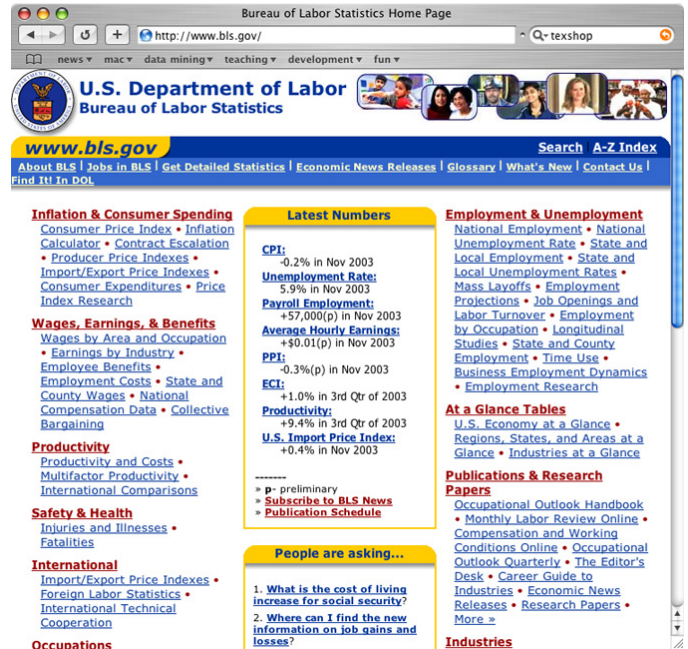 Bureau of Labor Statistics Home Page
http://www.bls.gov/
texshop
news mac data mining teaching development fun
U.S. Department of Labor
Bureau of Labor Statistics
www.bls.gov
Search | A-Z Index
About BLS | Jobs in BLS | Get Detailed Statistics | Economic News Releases | Glossary | What's New | Contact Us |
Find It! In DOL
Inflation & Consumer Spending
Consumer Price Index • Inflation
Calculator • Contract Escalation
• Producer Price Indexes •
Import/Export Price Indexes •
Consumer Expenditures • Price
Index Research
Wages, Earnings, & Benefits
Wages by Area and Occupation
• Earnings by Industry •
Employee Benefits •
Employment Costs • State and
County Wages • National
Compensation Data • Collective
Bargaining
Productivity
Productivity and Costs •
Multifactor Productivity •
International Comparisons
Safety & Health
Injuries and Illnesses •
Fatalities
International
Import/Export Price Indexes •
Foreign Labor Statistics •
International Technical
Cooperation
Occupations
Latest Numbers
CPI:
-0.2% in Nov 2003
Unemployment Rate:
5.9% in Nov 2003
Payroll Employment:
+57,000(p) in Nov 2003
Average Hourly Earnings:
+$0.01(p) in Nov 2003
PPI:
-0.3%(p) in Nov 2003
ECI:
+1.0% in 3rd Qtr of 2003
Productivity:
+9.4% in 3rd Qtr of 2003
U.S. Import Price Index:
+0.4% in Nov 2003
-------
» p- preliminary
» Subscribe to BLS News
» Publication Schedule
People are asking...
1. What is the cost of living
increase for social security?
2. Where can I find the new
information on job gains and
losses?
Employment & Unemployment
National Employment • National
Unemployment Rate • State and
Local Employment • State and
Local Unemployment Rates •
Mass Layoffs • Employment
Projections • Job Openings and
Labor Turnover • Employment
by Occupation • Longitudinal
Studies • State and County
Employment • Time Use •
Business Employment Dynamics
• Employment Research
At a Glance Tables
U.S. Economy at a Glance •
Regions, States, and Areas at a
Glance • Industries at a Glance
Publications & Research
Papers
Occupational Outlook Handbook
• Monthly Labor Review Online •
Compensation and Working
Conditions Online • Occupational
Outlook Quarterly • The Editor's
Desk • Career Guide to
Industries • Economic News
Releases • Research Papers •
More »
Industries